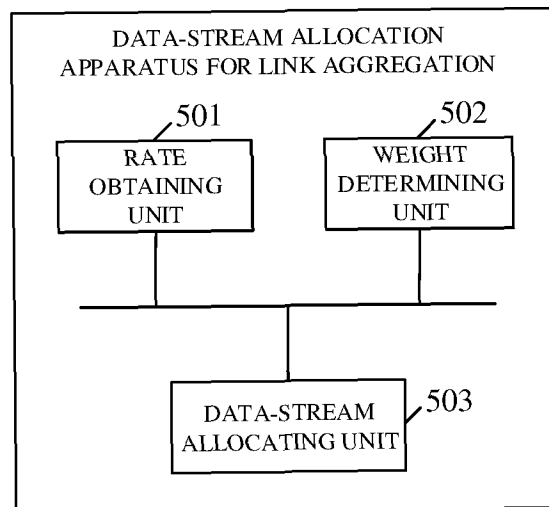 DATA-STREAM ALLOCATION
APPARATUS FOR LINK AGGREGATION
501
RATE
OBTAINING
UNIT
502
WEIGHT
DETERMINING
UNIT
503
DATA-STREAM
ALLOCATING UNIT